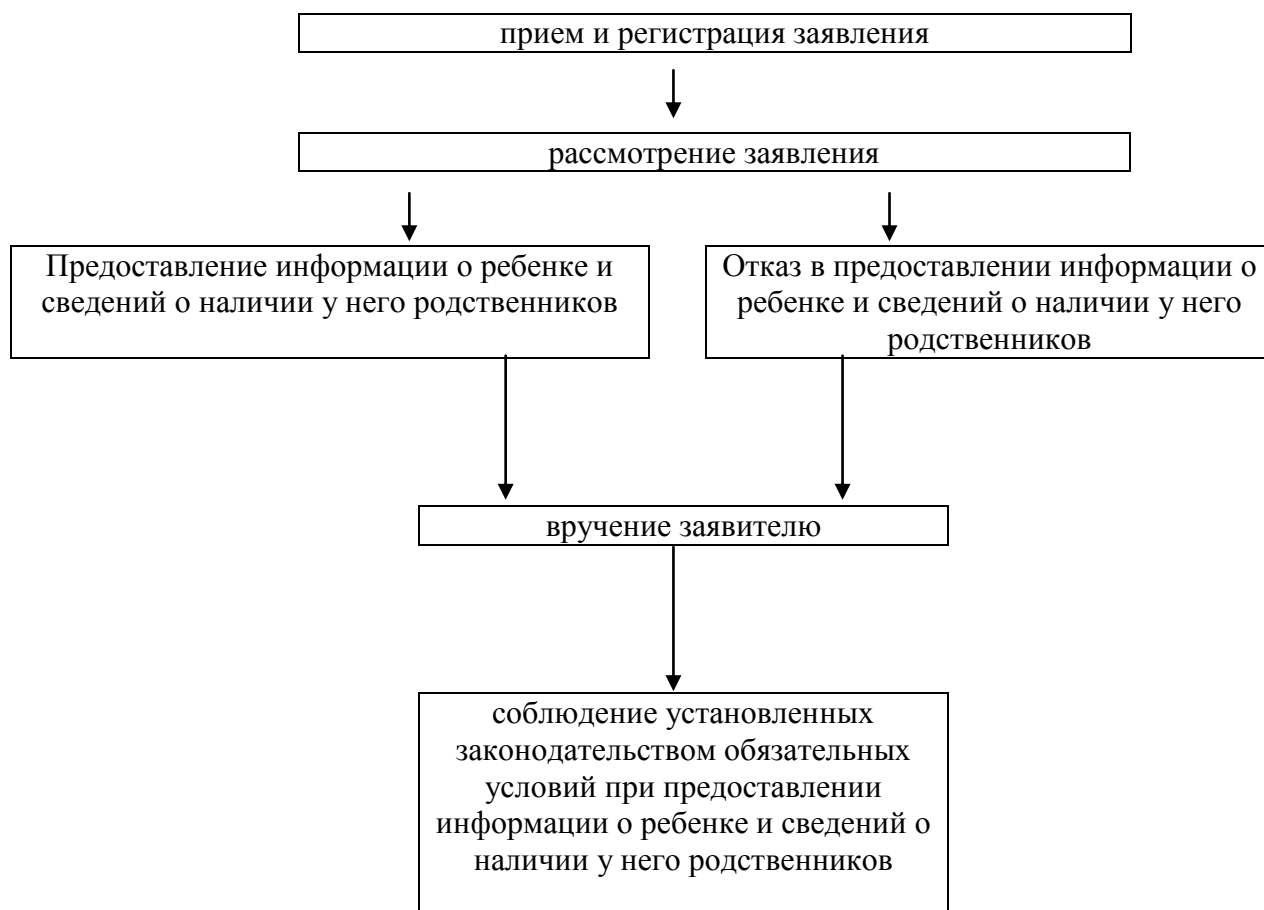 прием и регистрация заявления
рассмотрение заявления
Предоставление информации о ребенке и
сведений о наличии у него родственников
Отказ в предоставлении информации о
ребенке и сведений о наличии у него
родственников
вручение заявителю
соблюдение установленных
законодательством обязательных
условий при предоставлении
информации о ребенке и сведений о
наличии у него родственников